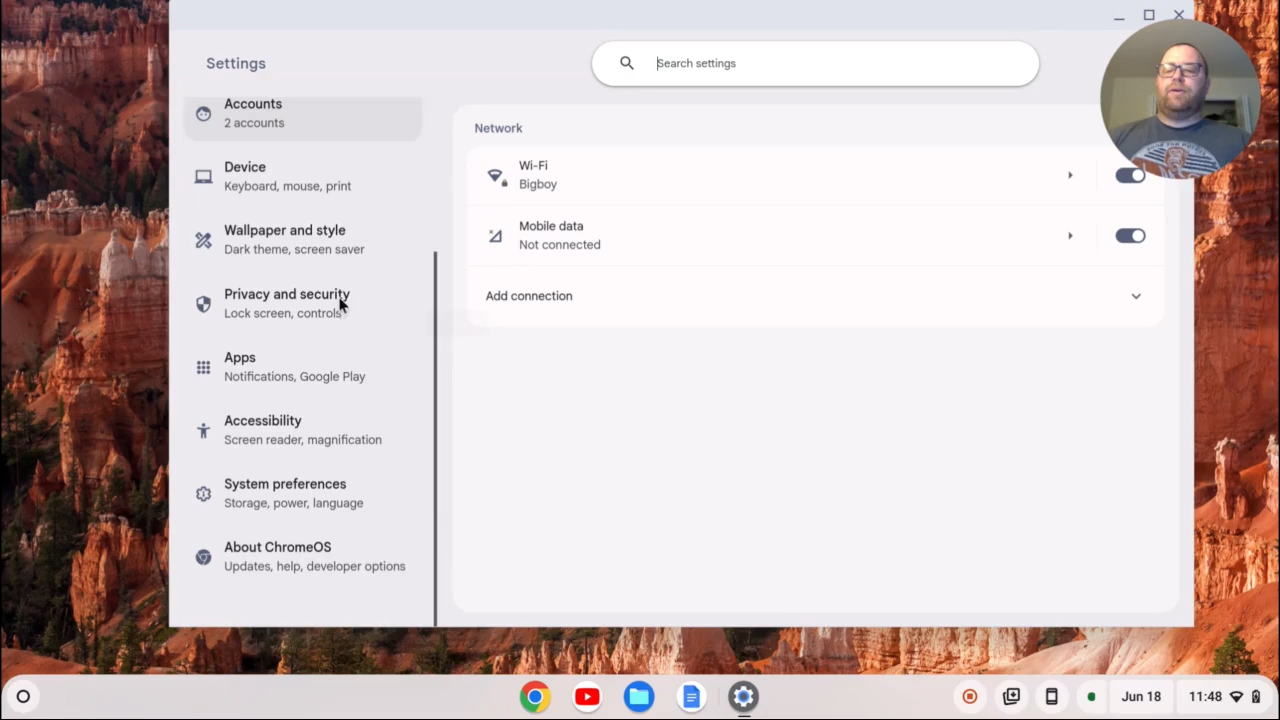 Settings
Search settings
Accounts
2 accounts
Device
Keyboard, mouse, print
Wallpaper and style
Dark theme, screen saver
Privacy and security
Lock screen, controls
Apps
Notifications, Google Play
Accessibility
Screen reader, magnification
System preferences
Storage, power, language
About ChromeOS
Updates, help, developer options
Network
Wi-Fi
Bigboy
Mobile data
Not connected
Add connection
Jun 18
11:48